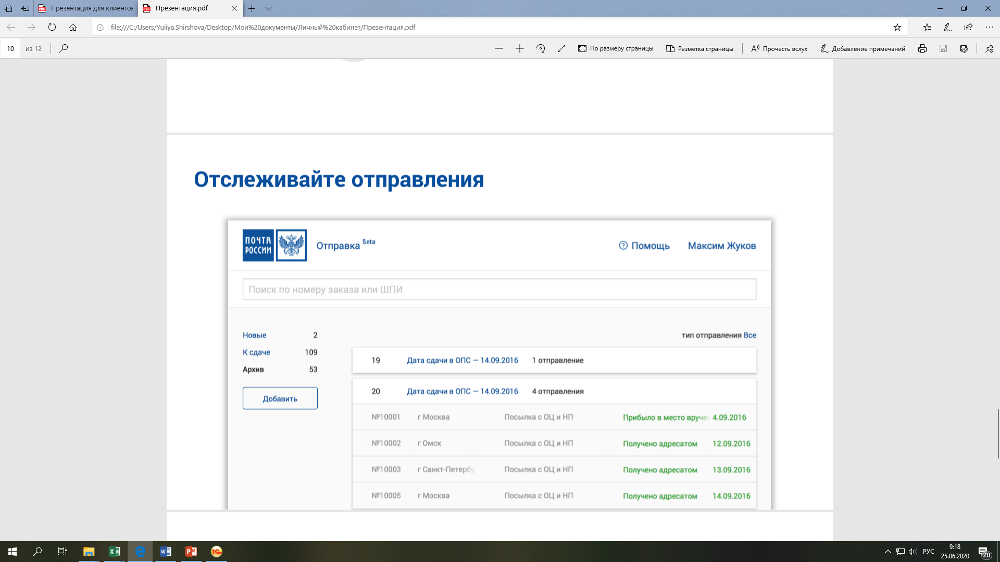 Презентация для клиентов
Презентация.pdf
file:///C:/Users/Yuliya.Shirshova/Desktop/Мои%20документы/Личный%20кабинет/Презентация.pdf
10 из 12
По размеру страницы
Разметка страницы
Прочесть вслух
Добавление примечаний
Отслеживайте отправления
ПОЧТА
РОССИИ
Отправка ßeta
Помощь
Максим Жуков
Поиск по номеру заказа или ШПИ
Новые 2
К сдаче 109
Архив 53
Добавить
тип отправления Все
19 Дата сдачи в ОПС — 14.09.2016 1 отправление
20 Дата сдачи в ОПС — 14.09.2016 4 отправления
№10001 г Москва Посылка с ОЦ и НП Прибыло в место вруче 4.09.2016
№10002 г Омск Посылка с ОЦ и НП Получено адресатом 12.09.2016
№10003 г Санкт-Петербу Посылка с ОЦ и НП Получено адресатом 13.09.2016
№10005 г Москва Посылка с ОЦ и НП Получено адресатом 14.09.2016
РУС
9:18
25.06.2020
20